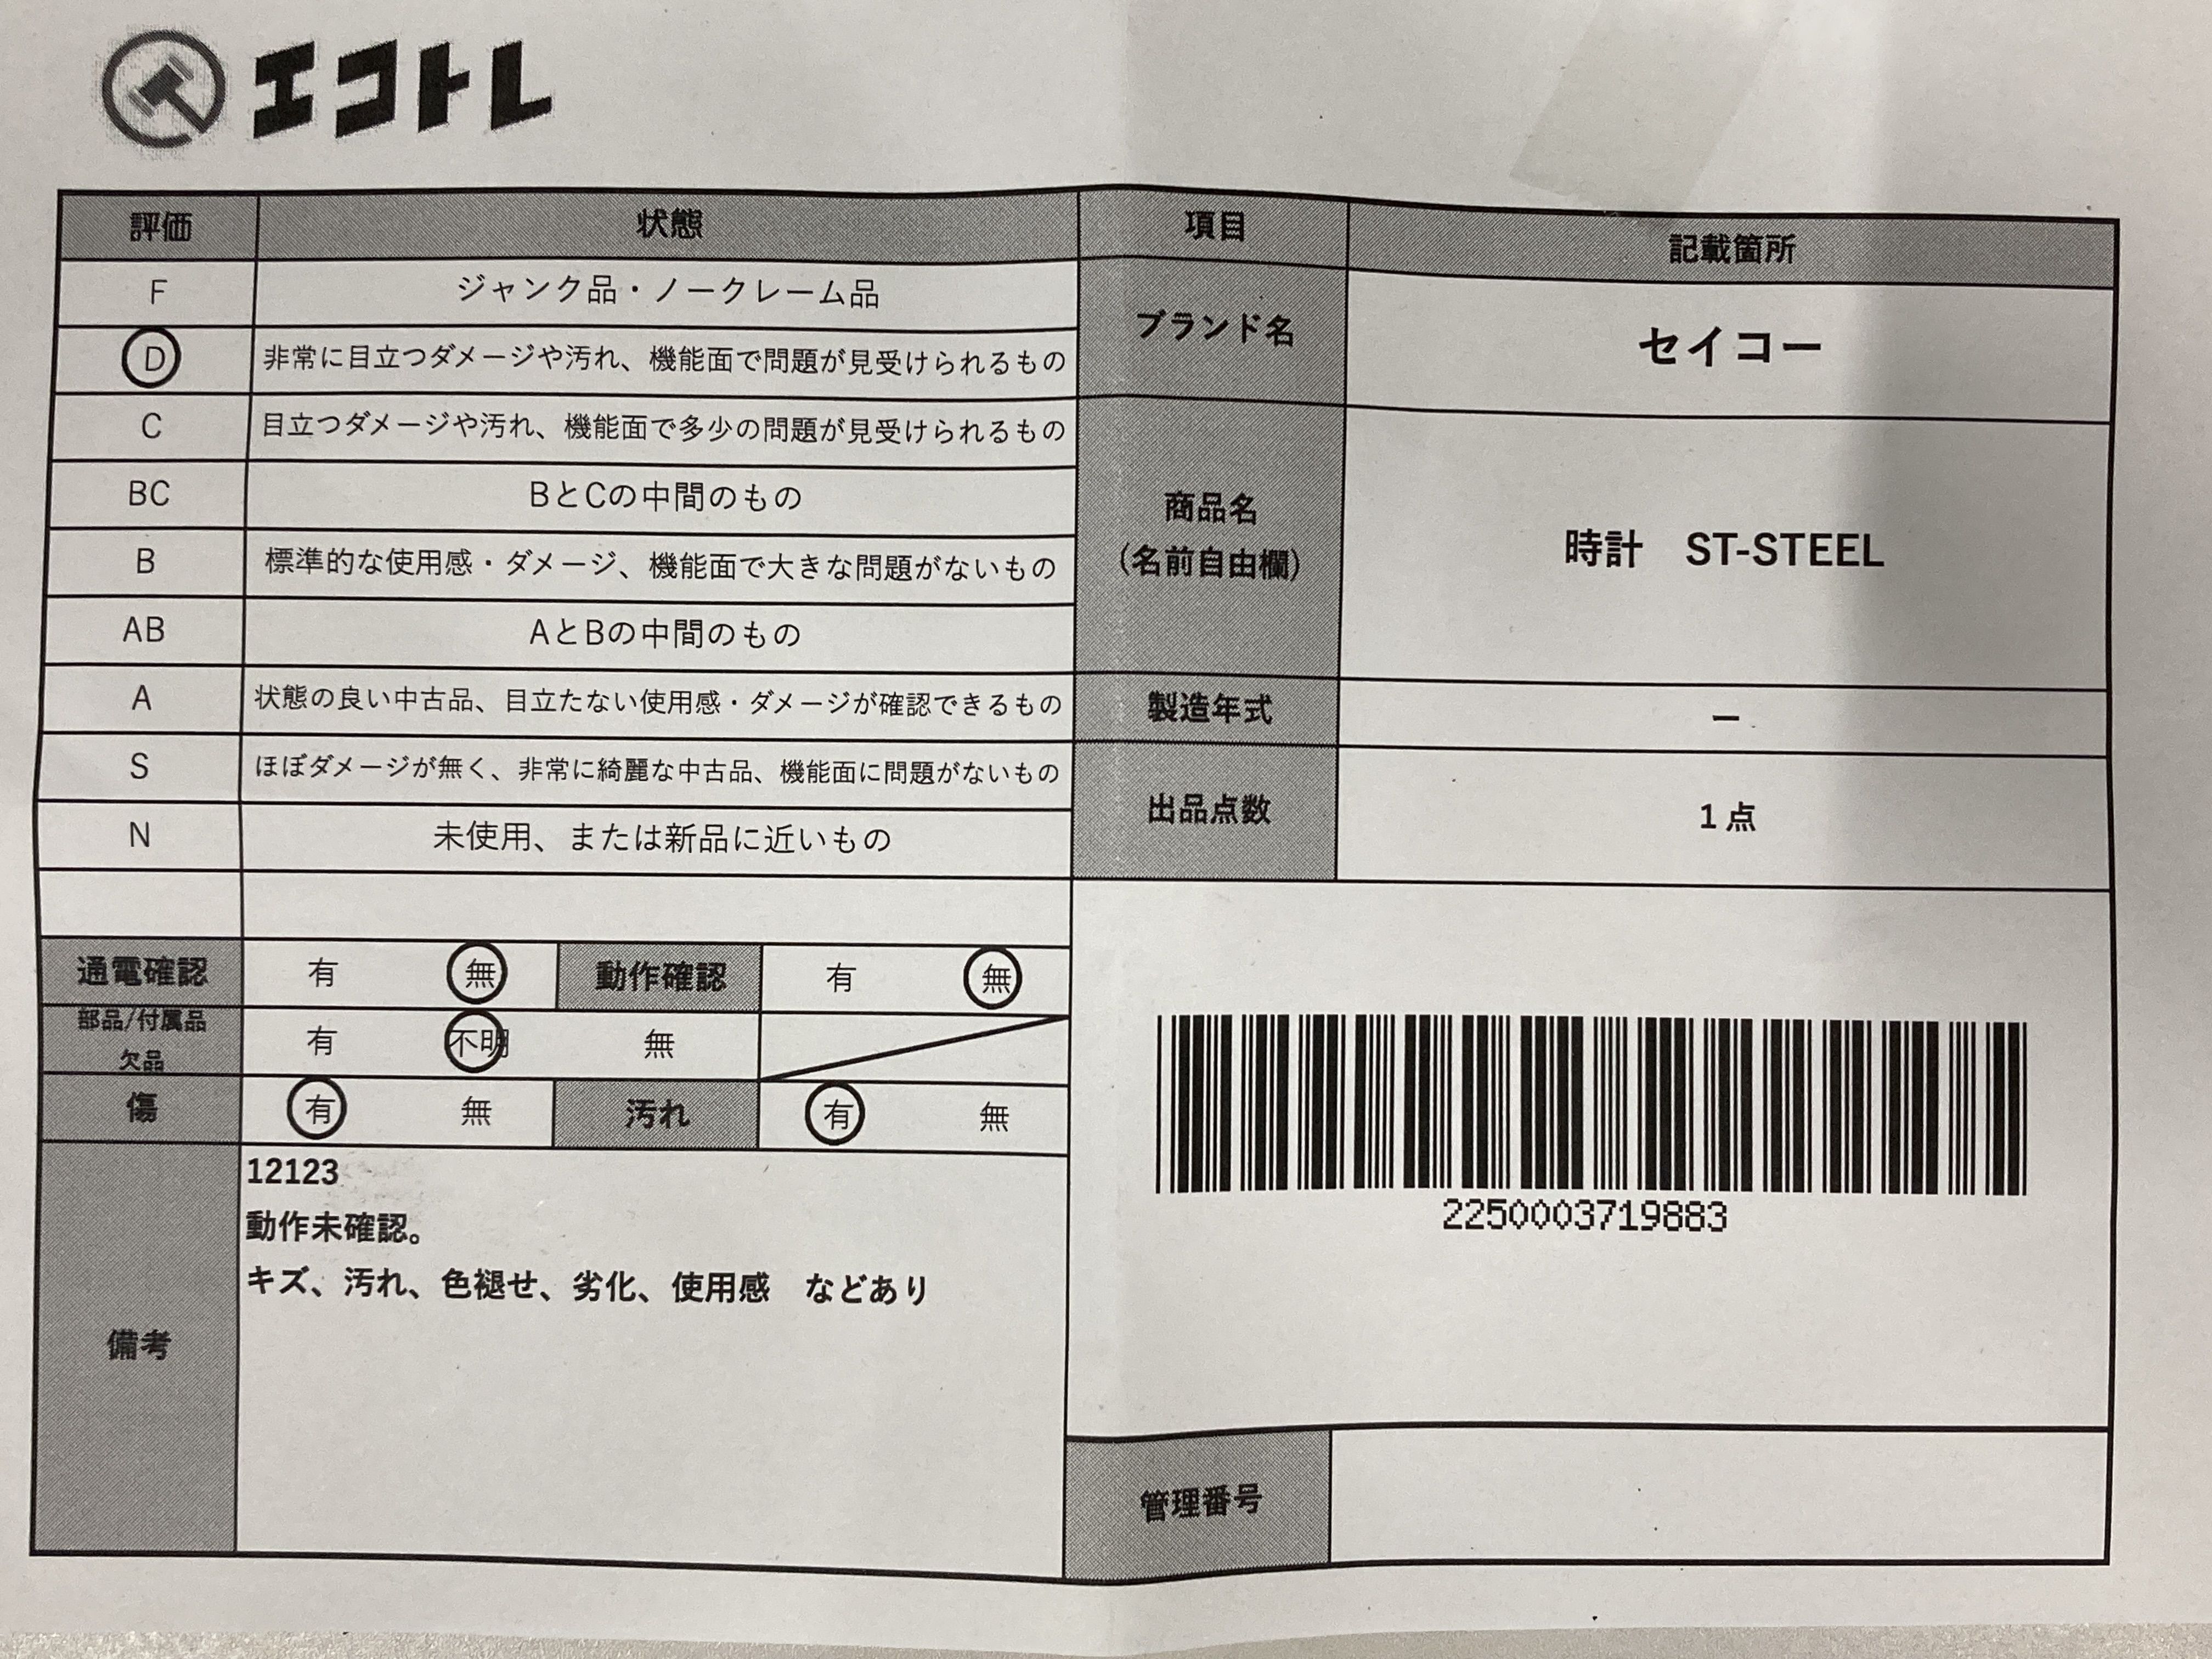 エコトレ
評価 状態 項目 記載箇所
F ジャンク品・ノークレーム品
D 非常に目立つダメージや汚れ、機能面で問題が見受けられるもの
ブランド名 セイコー
C 目立つダメージや汚れ、機能面で多少の問題が見受けられるもの
BC BとCの中間のもの
B 標準的な使用感・ダメージ、機能面で大きな問題がないもの
商品名
(名前自由欄)
時計 ST-STEEL
AB AとBの中間のもの
A 状態の良い中古品、目立たない使用感・ダメージが確認できるもの
製造年式 ー
S ほぼダメージが無く、非常に綺麗な中古品、機能面に問題がないもの
出品点数 1点
N 未使用、または新品に近いもの
通電確認 有 無 動作確認 有 無
部品/付属品
欠品
有 不明 無
傷 有 無 汚れ 有 無
備考
12123
動作未確認。
キズ、汚れ、色褪せ、劣化、使用感 などあり
2250003719883
管理番号